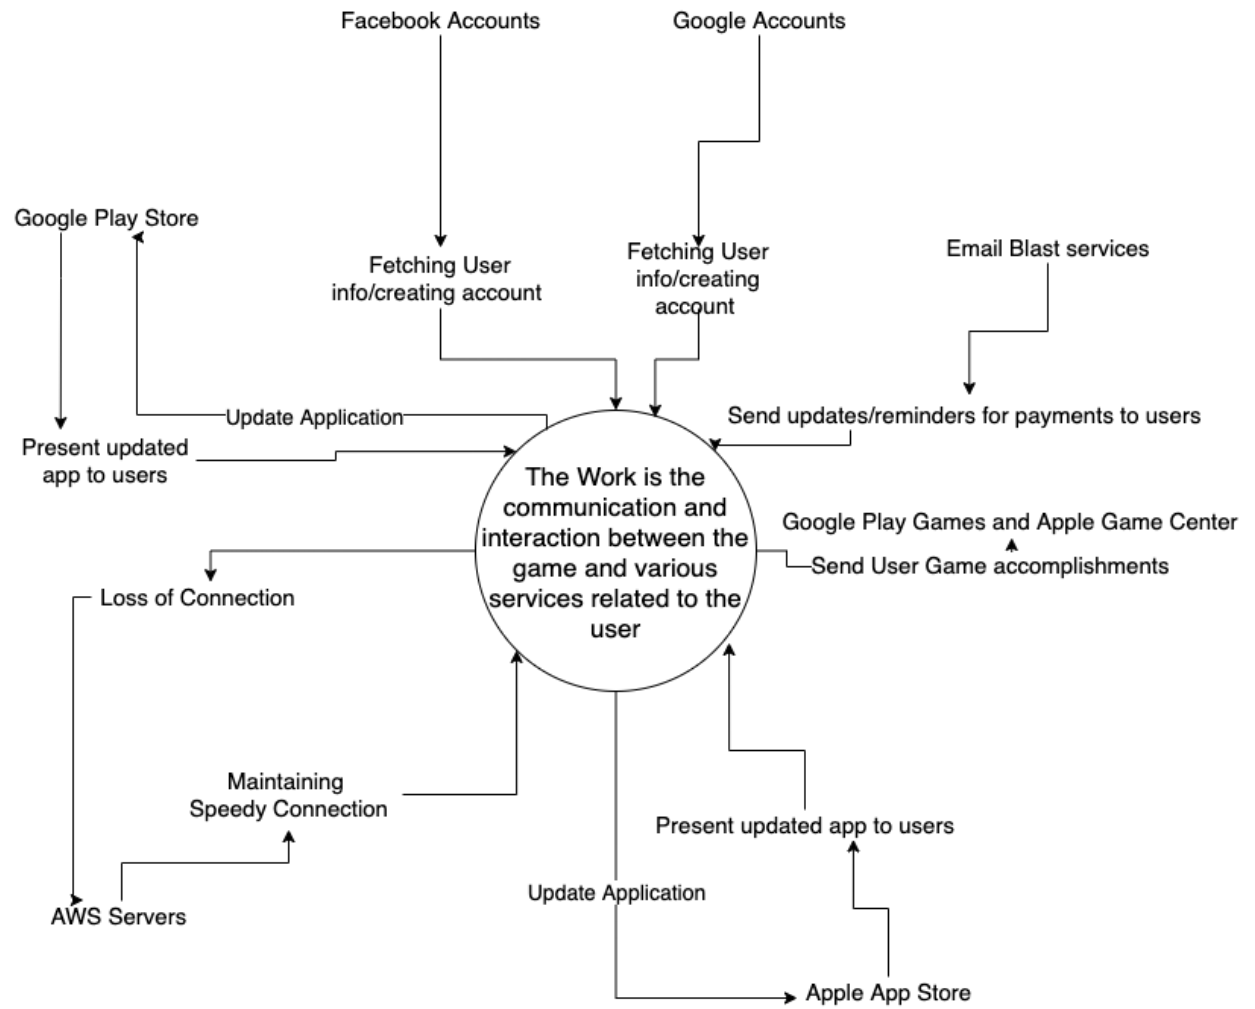 Facebook Accounts
Google Accounts
Google Play Store
Fetching User
info/creating account
Fetching User
info/creating
account
Email Blast services
Update Application
Send updates/reminders for payments to users
Present updated
app to users
The Work is the
communication and
interaction between the
game and various
services related to the
user
Google Play Games and Apple Game Center
Send User Game accomplishments
Loss of Connection
Maintaining
Speedy Connection
Present updated app to users
Update Application
AWS Servers
Apple App Store